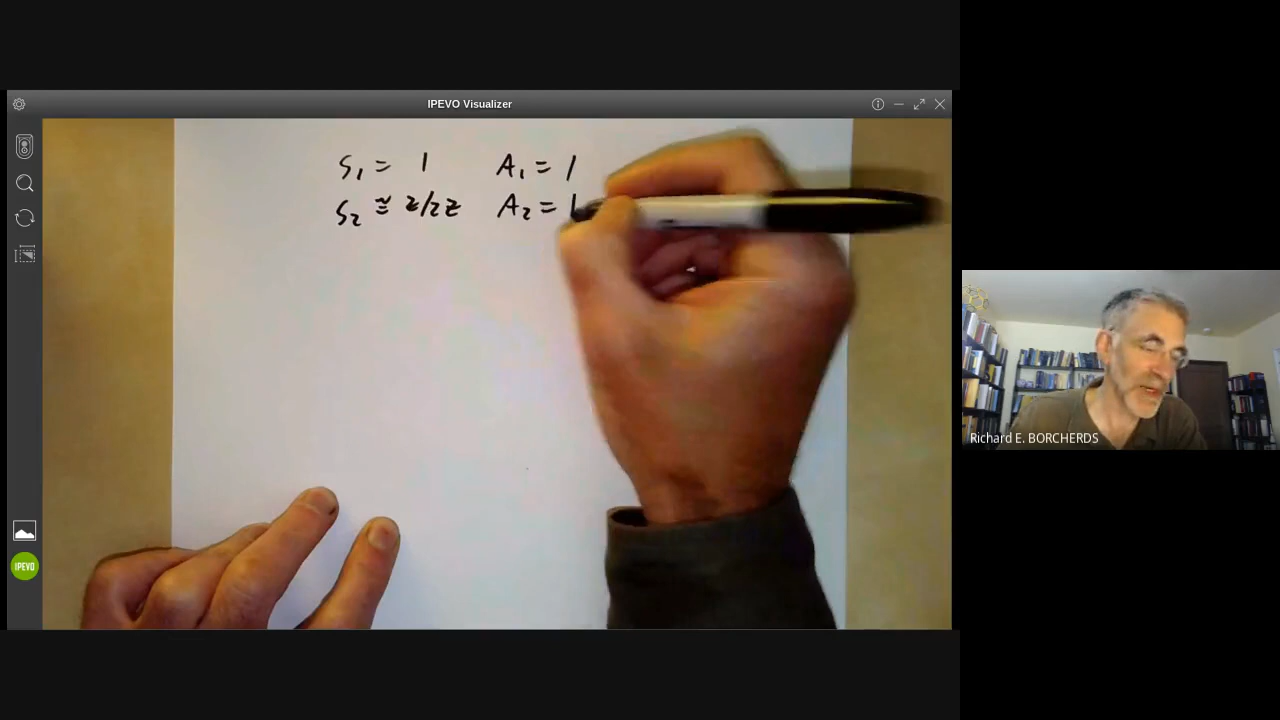 IPEVO Visualizer
S₁ = 1 A₁ = 1
S₂ ≅ Z/2Z A₂ = 1
IPEVO
Richard E. BORCHERDS